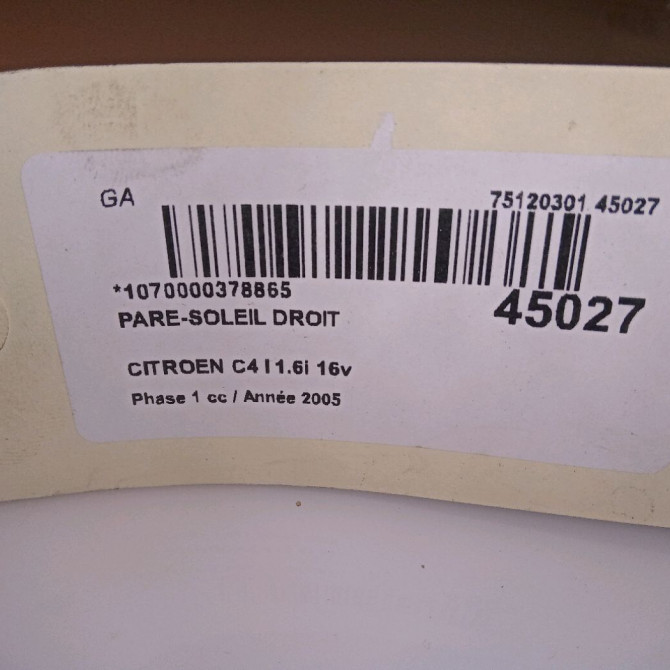 GA 75120301 45027
*1070000378865
45027
PARE-SOLEIL DROIT
CITROEN C4 I 1.6i 16v
Phase 1 cc / Année 2005